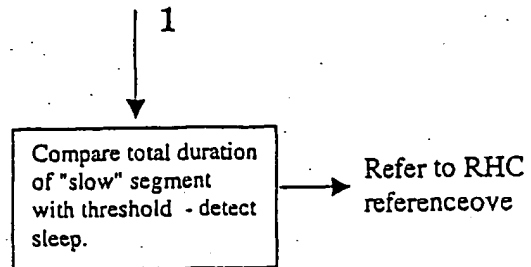 1
Compare total duration
of "slow" segment
with threshold - detect
sleep.
Refer to RHC
referenceove